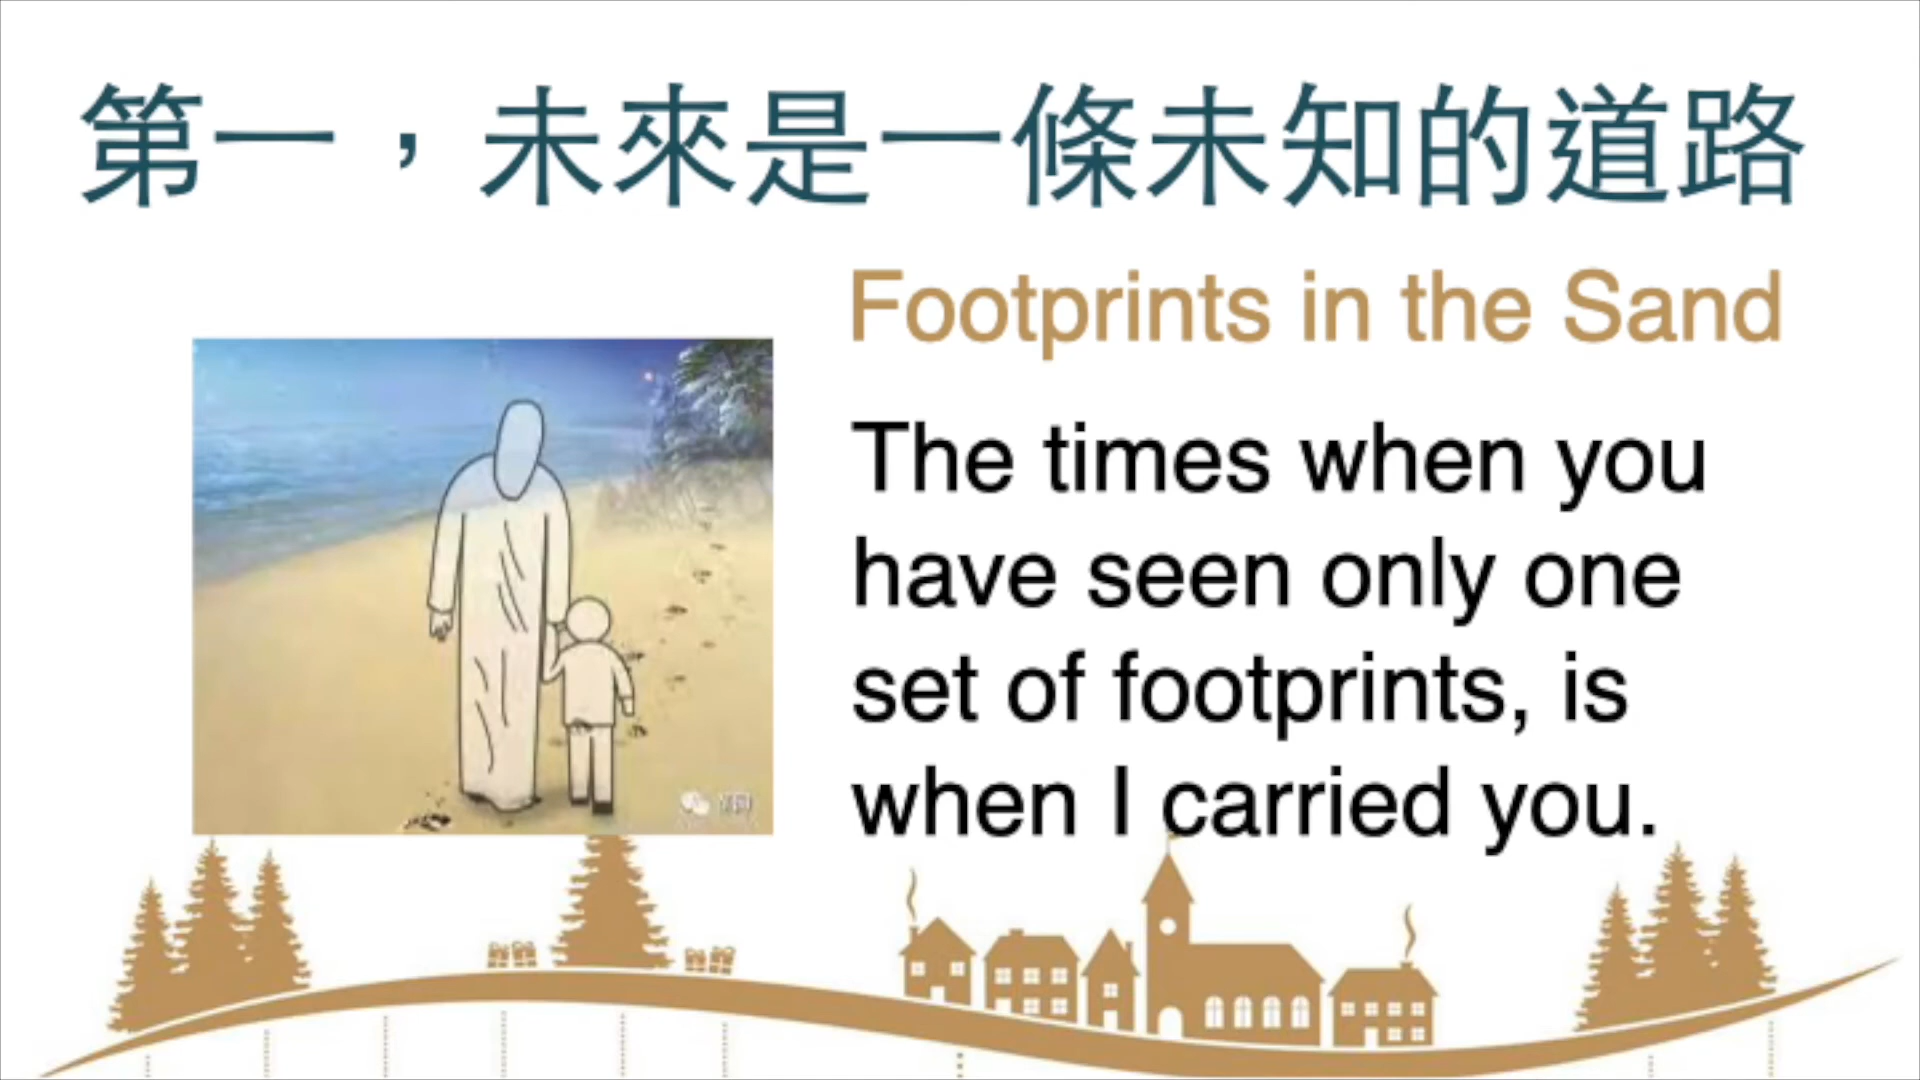 第一，未來是一條未知的道路
Footprints in the Sand
The times when you
have seen only one
set of footprints, is
when I carried you.